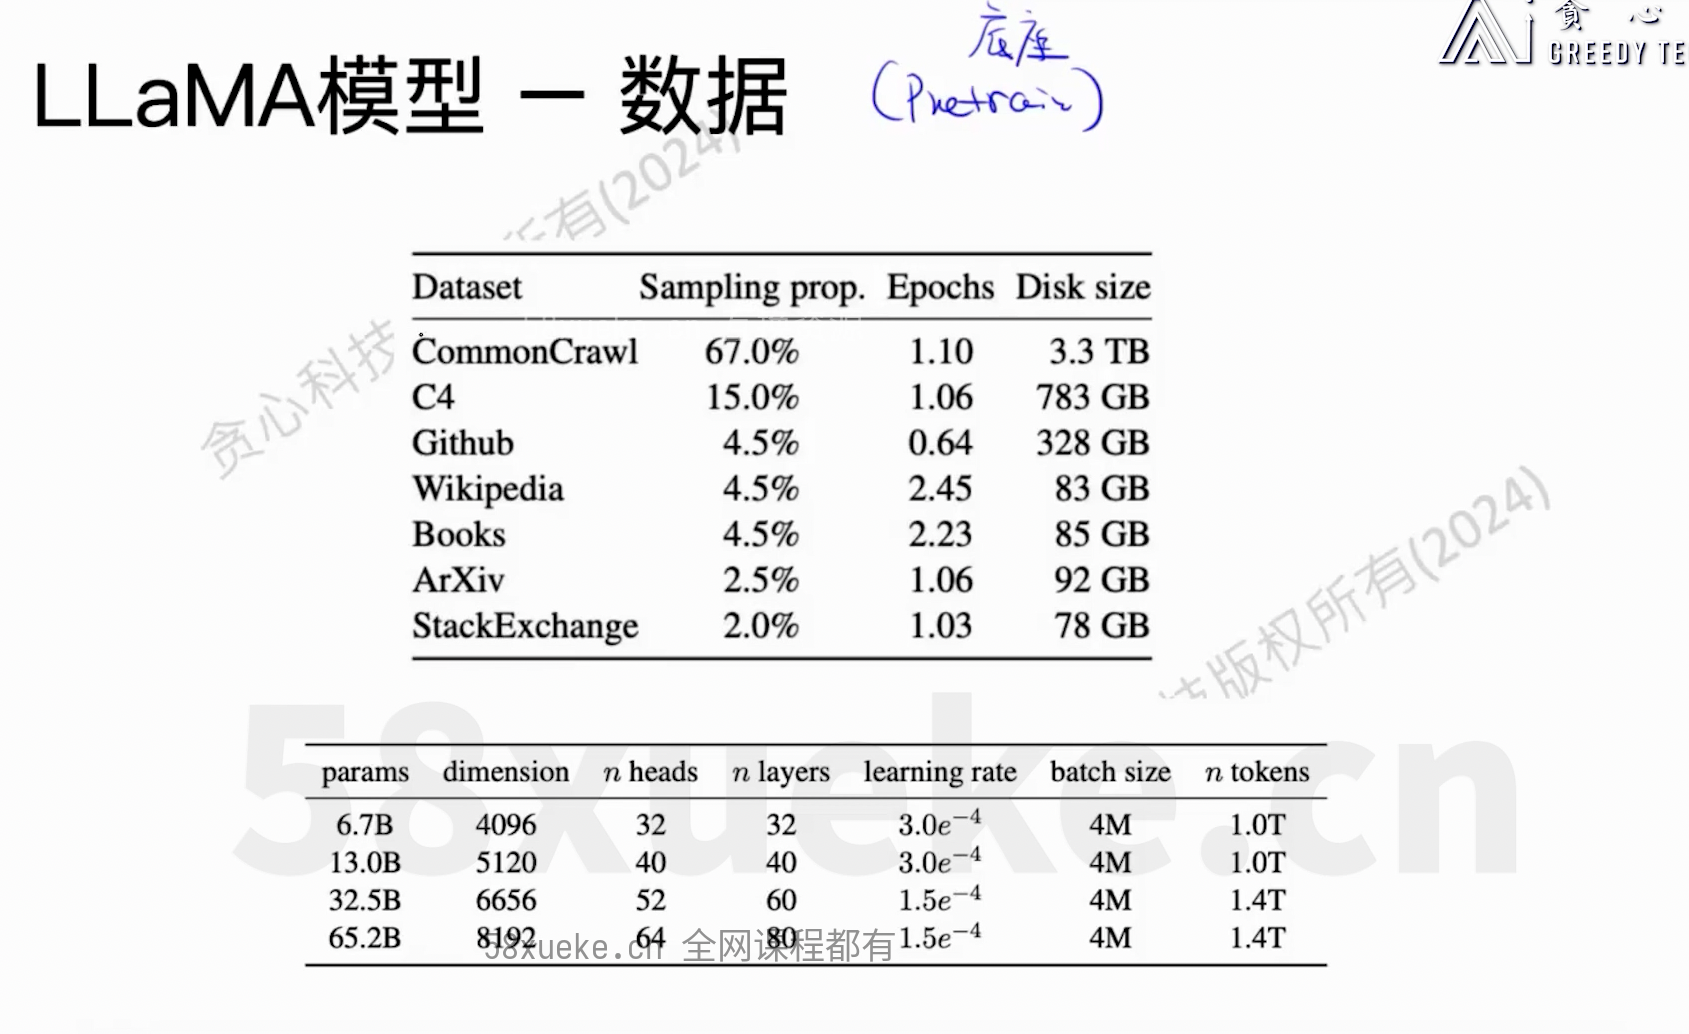 底座
LLaMA模型 – 数据
(Pretrain)
贪心
GREEDY TE
所有(2024)
Dataset Sampling prop. Epochs Disk size
CommonCrawl 67.0% 1.10 3.3 TB
C4 15.0% 1.06 783 GB
Github 4.5% 0.64 328 GB
Wikipedia 4.5% 2.45 83 GB
Books 4.5% 2.23 85 GB
ArXiv 2.5% 1.06 92 GB
StackExchange 2.0% 1.03 78 GB
贪心科技
技版权所有(2024)
58xueke.cn
params dimension n heads n layers learning rate batch size n tokens
6.7B 4096 32 32 3.0e−4 4M 1.0T
13.0B 5120 40 40 3.0e−4 4M 1.0T
32.5B 6656 52 60 1.5e−4 4M 1.4T
65.2B 8192 64 80 1.5e−4 4M 1.4T
58xueke.cn 全网课程都有